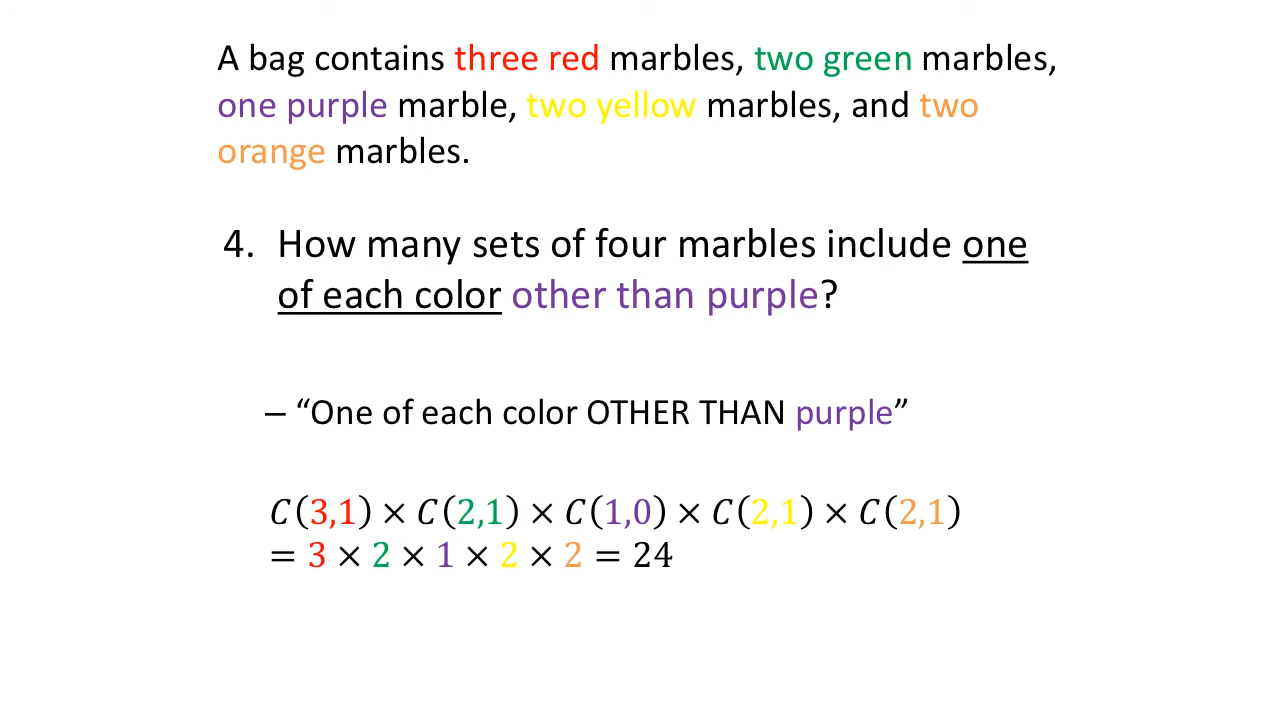 A bag contains three red marbles, two green marbles,
one purple marble, two yellow marbles, and two
orange marbles.
4. How many sets of four marbles include one
of each color other than purple?
– “One of each color OTHER THAN purple”
𝐶(3,1) × 𝐶(2,1) × 𝐶(1,0) × 𝐶(2,1) × 𝐶(2,1)
= 3 × 2 × 1 × 2 × 2 = 24